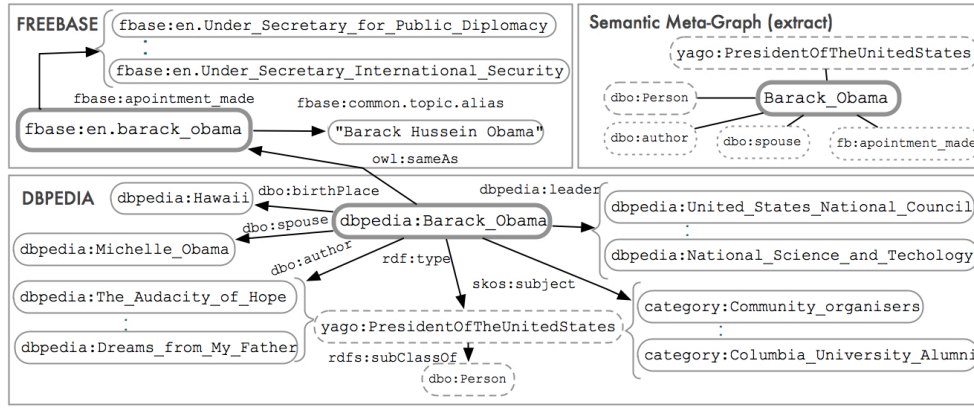 FREEBASE
fbase:en.Under_Secretary_for_Public_Diplomacy
fbase:en.Under_Secretary_International_Security
fbase:apointment_made
fbase:common.topic.alias
fbase:en.barack_obama
"Barack Hussein Obama"
owl:sameAs
Semantic Meta-Graph (extract)
yago:PresidentOfTheUnitedStates
dbo:Person
Barack_Obama
dbo:author
dbo:spouse
fb:apointment_made
DBPEDIA
dbpedia:Hawaii
dbo:birthPlace
dbpedia:leader
dbo:spouse
dbpedia:Barack_Obama
dbpedia:United_States_National_Council
dbpedia:Michelle_Obama
dbo:author
rdf:type
dbpedia:National_Science_and_Techology
skos:subject
dbpedia:The_Audacity_of_Hope
category:Community_organisers
yago:PresidentOfTheUnitedStates
dbpedia:Dreams_from_My_Father
rdfs:subClassOf
category:Columbia_University_Alumni
dbo:Person